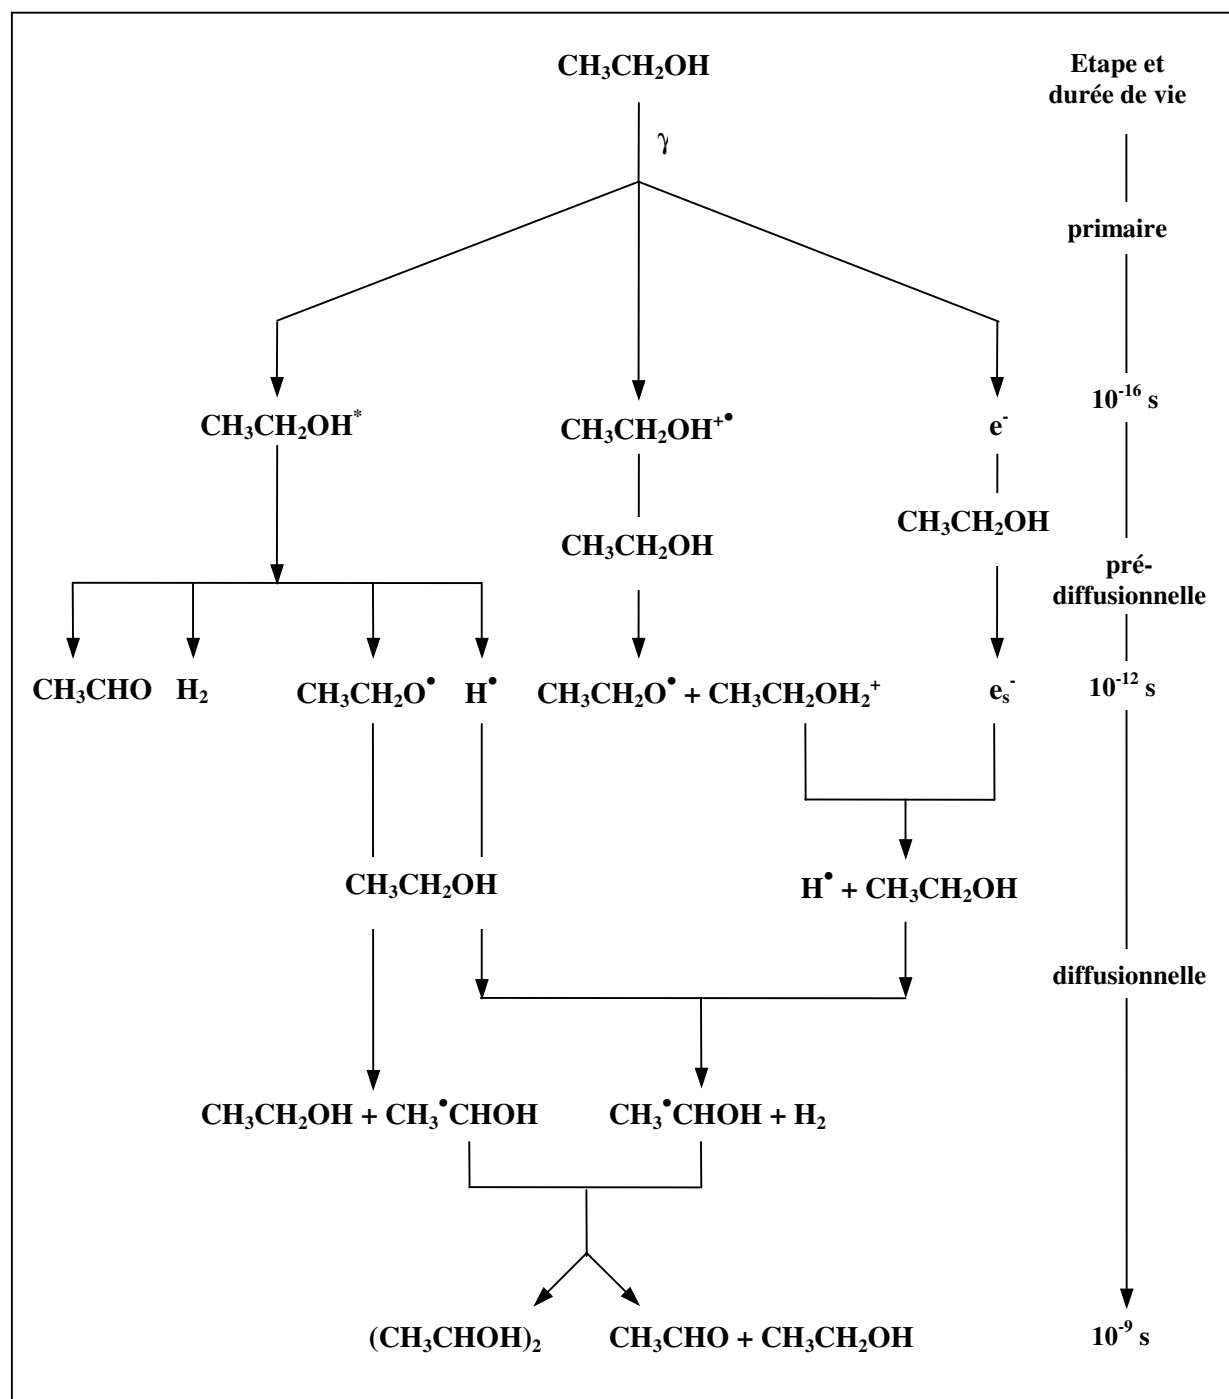 CH₃CH₂OH
Etape et
durée de vie
γ
primaire
10⁻¹⁶ s
CH₃CH₂OH*
CH₃CH₂OH⁺•
e⁻
CH₃CH₂OH
CH₃CH₂OH
pré-
diffusionnelle
CH₃CHO H₂ CH₃CH₂O• H• CH₃CH₂O• + CH₃CH₂OH₂⁺ eₛ⁻ 10⁻¹² s
CH₃CH₂OH
H• + CH₃CH₂OH
diffusionnelle
CH₃CH₂OH + CH₃•CHOH
CH₃•CHOH + H₂
(CH₃CHOH)₂
CH₃CHO + CH₃CH₂OH
10⁻⁹ s